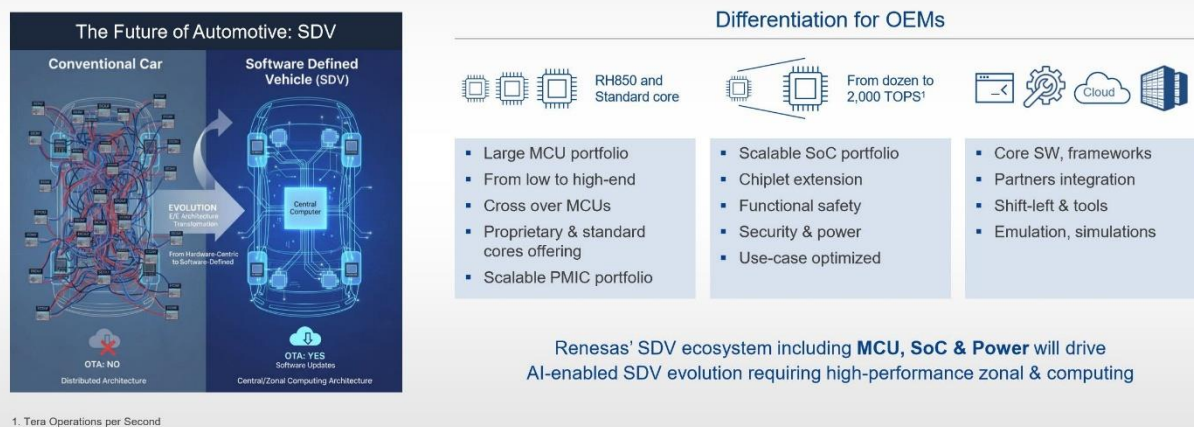 The Future of Automotive: SDV
Conventional Car
Software Defined
Vehicle (SDV)
EVOLUTION
E/E Architecture
Transformation
From Hardware-Centric
to Software-Defined
Central
Computer
OTA: NO
Distributed Architecture
OTA: YES
Software Updates
Central/Zonal Computing Architecture
Differentiation for OEMs
RH850 and
Standard core
▪ Large MCU portfolio
▪ From low to high-end
▪ Cross over MCUs
▪ Proprietary & standard
cores offering
▪ Scalable PMIC portfolio
From dozen to
2,000 TOPS¹
▪ Scalable SoC portfolio
▪ Chiplet extension
▪ Functional safety
▪ Security & power
▪ Use-case optimized
Cloud
▪ Core SW, frameworks
▪ Partners integration
▪ Shift-left & tools
▪ Emulation, simulations
Renesas' SDV ecosystem including MCU, SoC & Power will drive
AI-enabled SDV evolution requiring high-performance zonal & computing
1. Tera Operations per Second